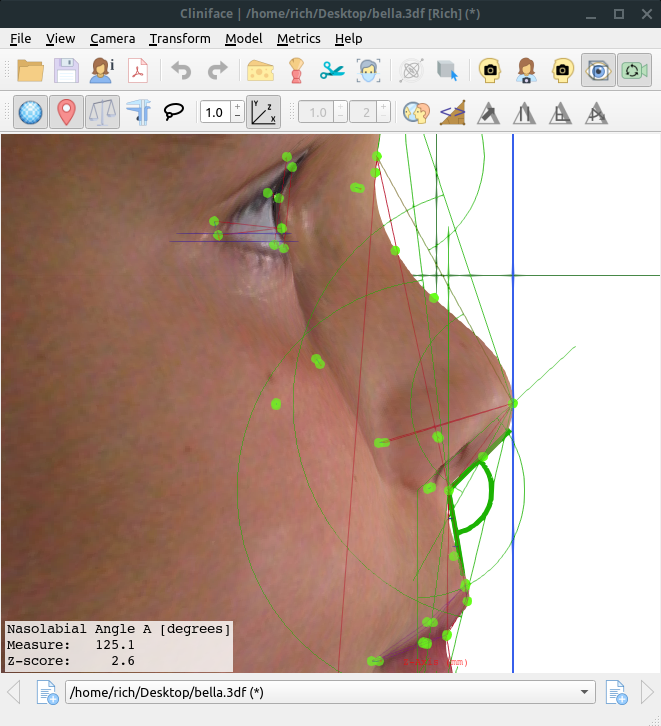 Cliniface | /home/rich/Desktop/bella.3df [Rich] (*)
File View Camera Transform Model Metrics Help
1.0 Y Z X 1.0 2
Nasolabial Angle A [degrees]
Measure: 125.1
Z-score: 2.6
/home/rich/Desktop/bella.3df (*)